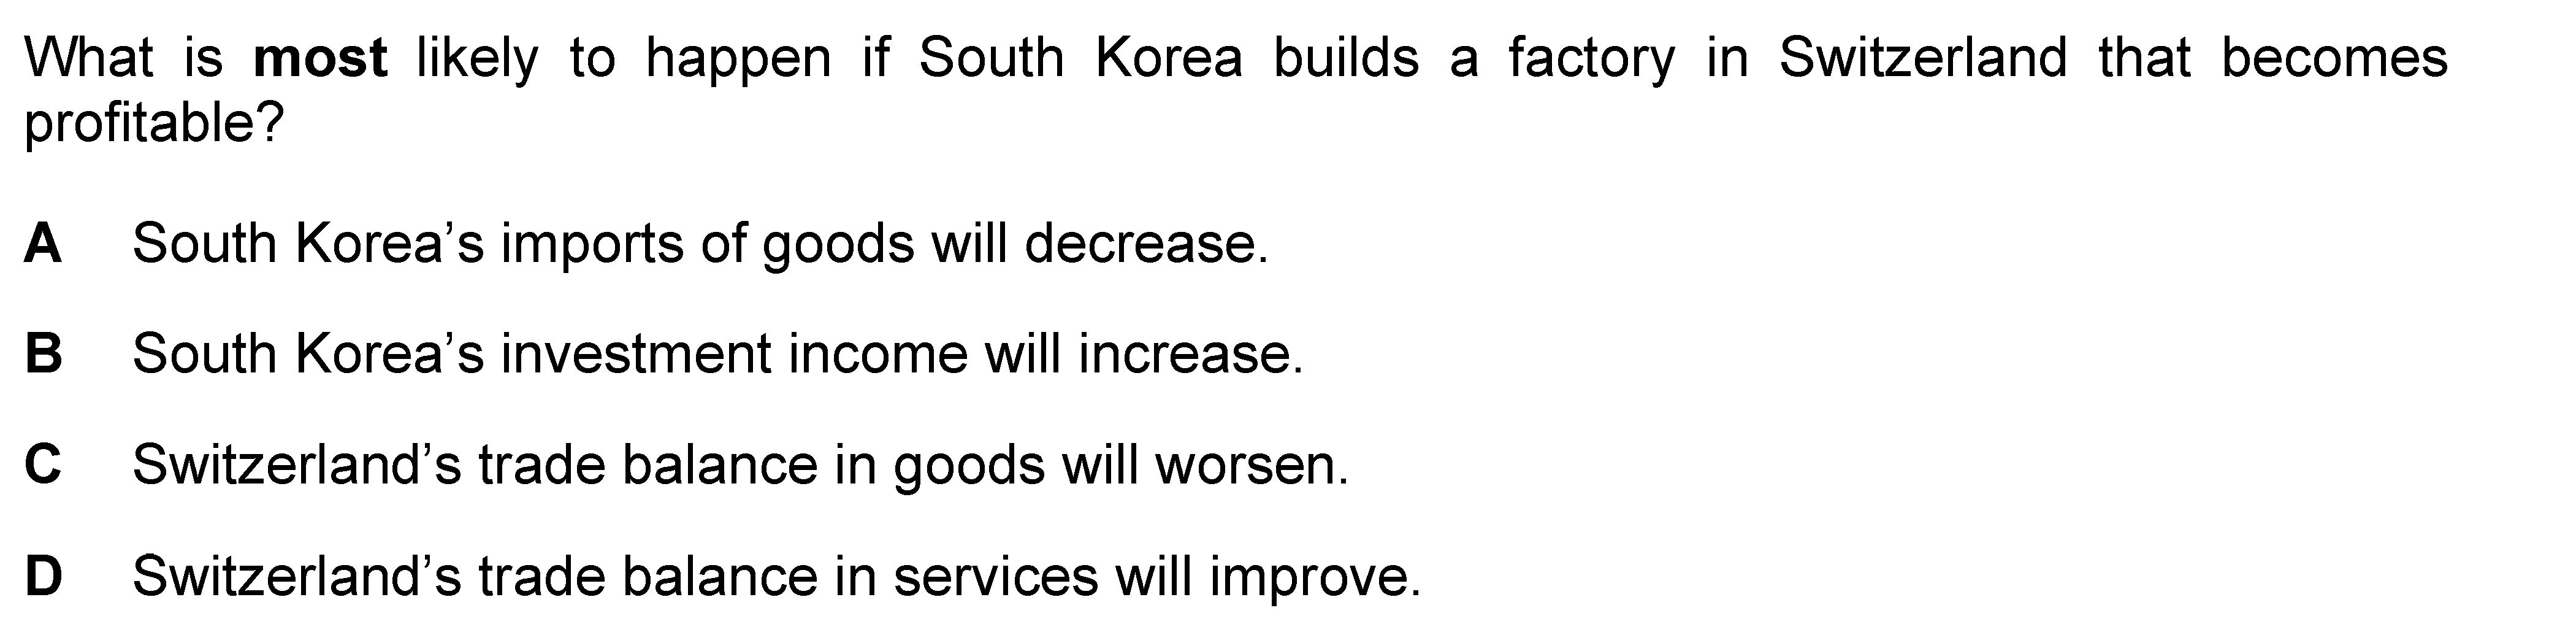 What is most likely to happen if South Korea builds a factory in Switzerland that becomes
profitable?
A South Korea’s imports of goods will decrease.
B South Korea’s investment income will increase.
C Switzerland’s trade balance in goods will worsen.
D Switzerland’s trade balance in services will improve.